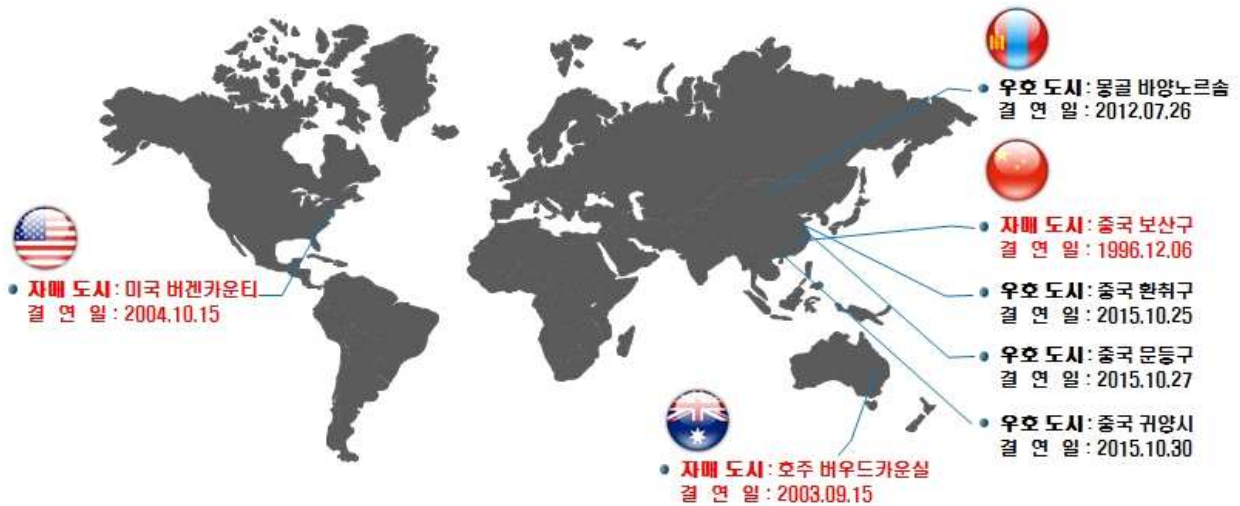 우호 도시 : 몽골 바양노르솜
결 연 일 : 2012.07.26
자매 도시 : 중국 보산구
결 연 일 : 1996.12.06
자매 도시 : 미국 버겐카운티
결 연 일 : 2004.10.15
우호 도시 : 중국 환취구
결 연 일 : 2015.10.25
우호 도시 : 중국 문등구
결 연 일 : 2015.10.27
우호 도시 : 중국 귀양시
결 연 일 : 2015.10.30
자매 도시 : 호주 버우드카운실
결 연 일 : 2003.09.15